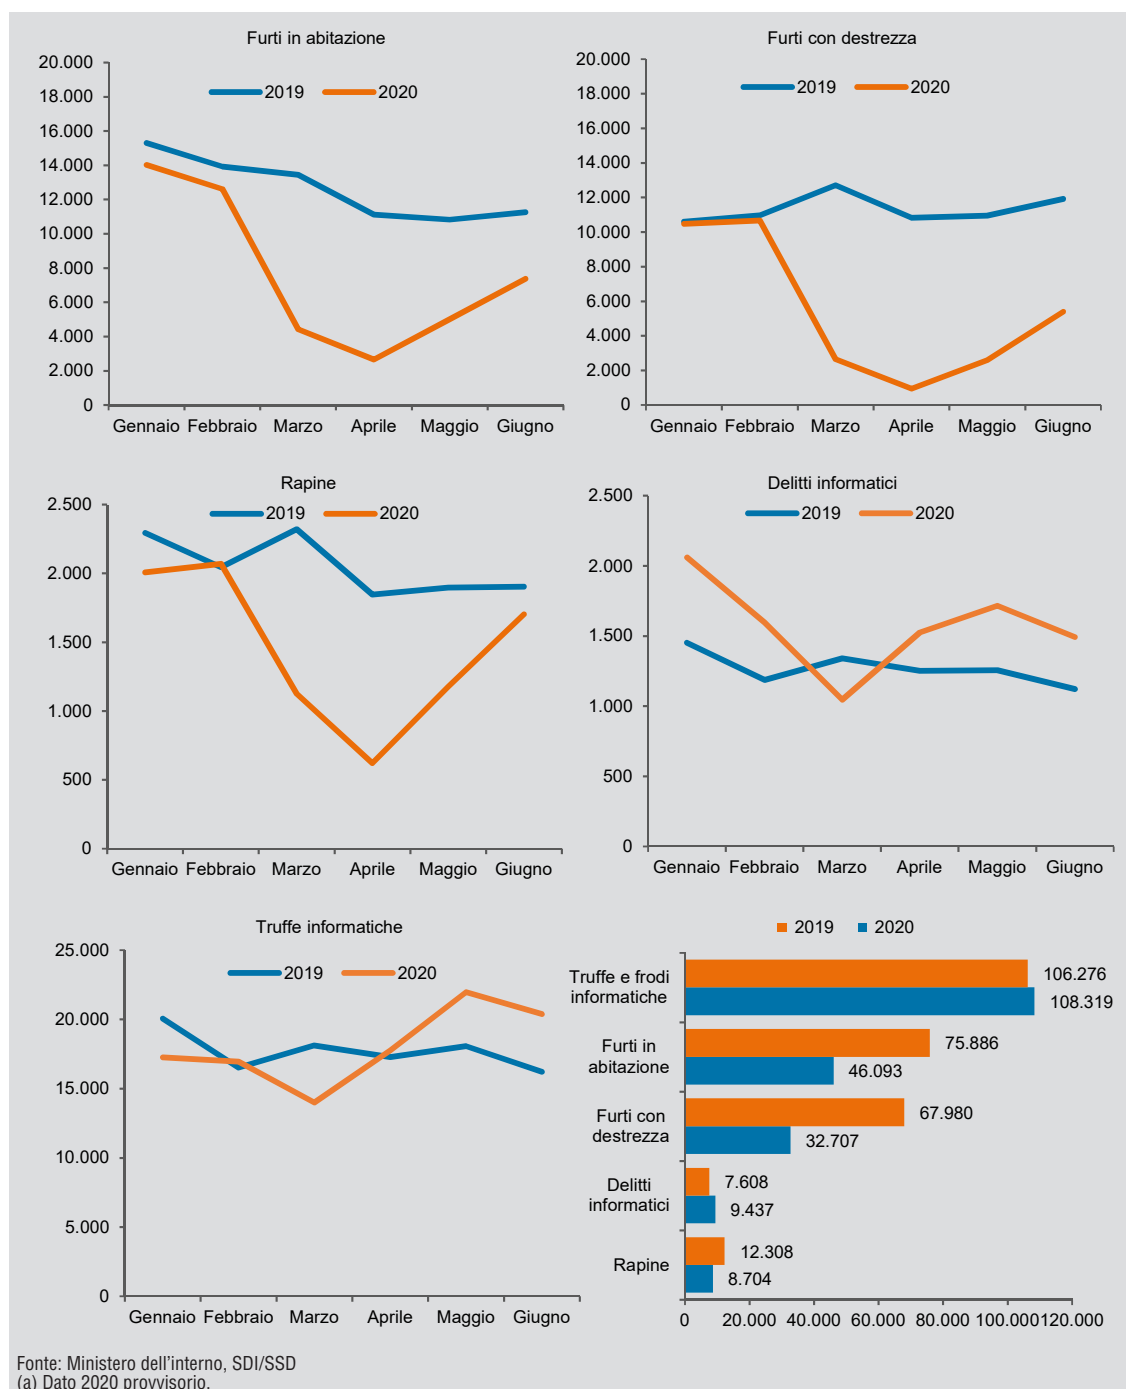 Furti in abitazione
20.000
18.000
16.000
14.000
12.000
10.000
8.000
6.000
4.000
2.000
0
2019 2020
Gennaio Febbraio Marzo Aprile Maggio Giugno
Furti con destrezza
20.000
18.000
16.000
14.000
12.000
10.000
8.000
6.000
4.000
2.000
0
2019 2020
Gennaio Febbraio Marzo Aprile Maggio Giugno
Rapine
2.500
2.000
1.500
1.000
500
0
2019 2020
Gennaio Febbraio Marzo Aprile Maggio Giugno
Delitti informatici
2.500
2.000
1.500
1.000
500
0
2019 2020
Gennaio Febbraio Marzo Aprile Maggio Giugno
Truffe informatiche
25.000
20.000
15.000
10.000
5.000
0
2019 2020
Gennaio Febbraio Marzo Aprile Maggio Giugno
2019 2020
Truffe e frodi
informatiche
106.276
108.319
Furti in
abitazione
75.886
46.093
Furti con
destrezza
67.980
32.707
Delitti
informatici
7.608
9.437
Rapine
12.308
8.704
0 20.000 40.000 60.000 80.000 100.000 120.000
Fonte: Ministero dell'interno, SDI/SSD
(a) Dato 2020 provvisorio.